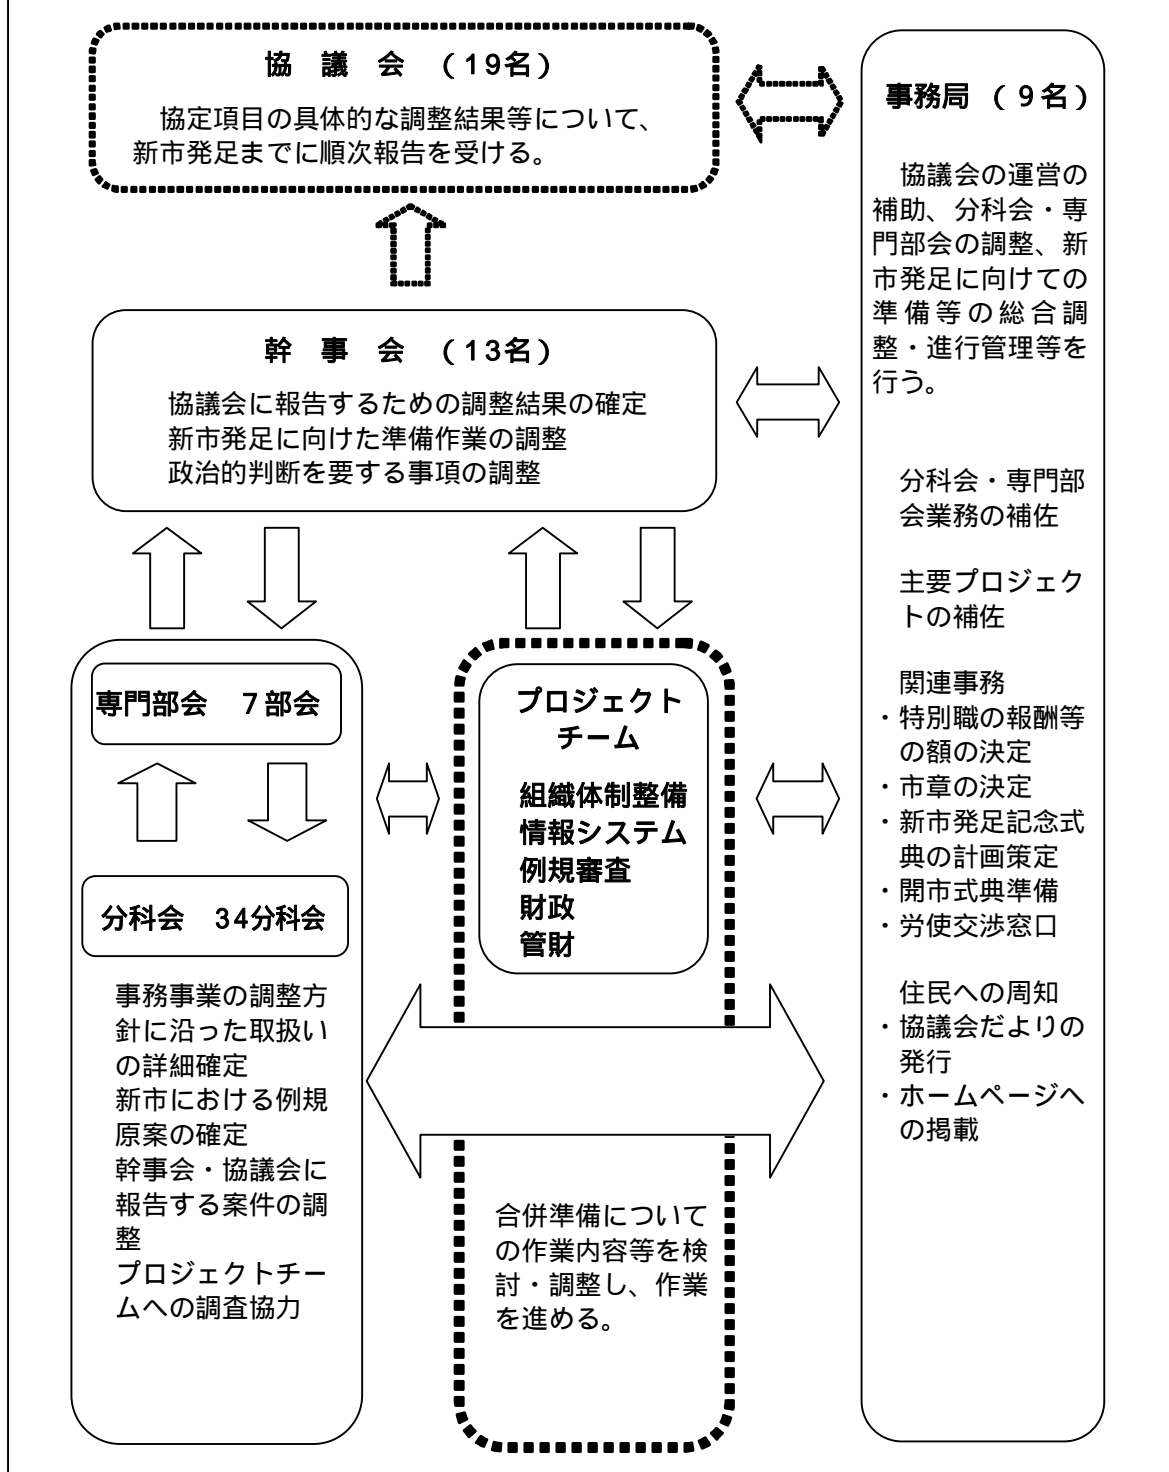 協　議　会　（19名）
協定項目の具体的な調整結果等について、
新市発足までに順次報告を受ける。
幹　事　会　（13名）
協議会に報告するための調整結果の確定
新市発足に向けた準備作業の調整
政治的判断を要する事項の調整
専門部会　７部会
分科会　34分科会
事務事業の調整方
針に沿った取扱い
の詳細確定
新市における例規
原案の確定
幹事会・協議会に
報告する案件の調
整
プロジェクトチー
ムへの調査協力
プロジェクト
チーム
組織体制整備
情報システム
例規審査
財政
管財
合併準備について
の作業内容等を検
討・調整し、作業
を進める。
事務局　（９名）
協議会の運営の
補助、分科会・専
門部会の調整、新
市発足に向けての
準備等の総合調
整・進行管理等を
行う。
分科会・専門部
会業務の補佐
主要プロジェク
トの補佐
関連事務
・特別職の報酬等
の額の決定
・市章の決定
・新市発足記念式
典の計画策定
・開市式典準備
・労使交渉窓口
住民への周知
・協議会だよりの
発行
・ホームページへ
の掲載